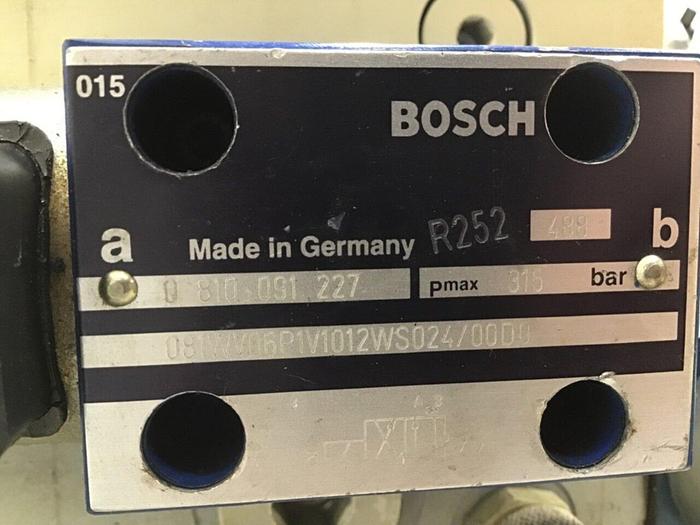 015
BOSCH
R252 488
a Made in Germany b
0 810 091 227 pmax 315 bar
081WV06P1V1012WS024/00D0
A B